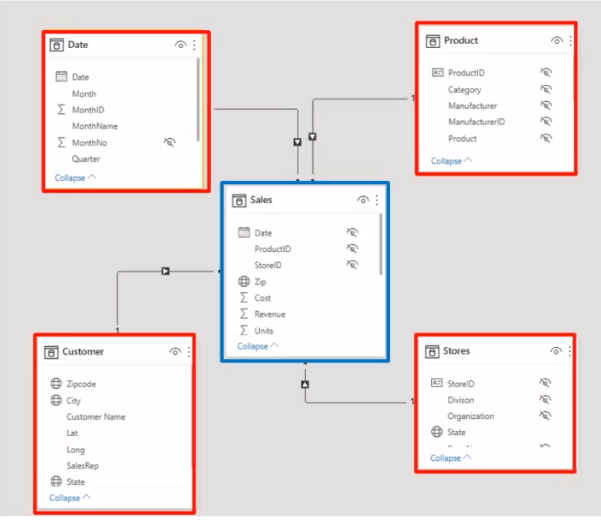 Date
Date
Month
MonthID
MonthName
MonthNo
Quarter
Collapse
Product
ProductID
Category
Manufacturer
ManufacturerID
Product
Collapse
1
Sales
Date
ProductID
StoreID
Zip
Cost
Revenue
Units
Collapse
1
Customer
Zipcode
City
Customer Name
Lat
Long
SalesRep
State
Collapse
1
Stores
StoreID
Divison
Organization
State
Collapse